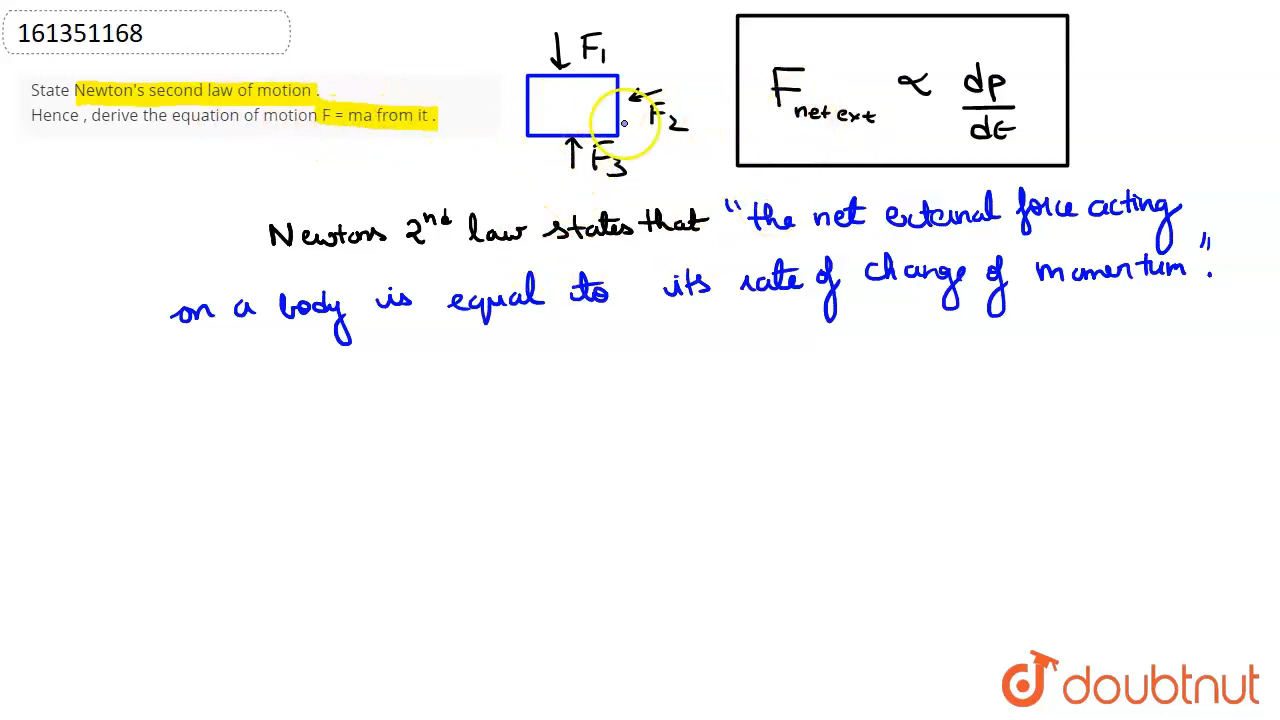 161351168
State Newton's second law of motion .
Hence , derive the equation of motion F = ma from it .
F1
F2
F3
F net ext ∝ dp/dt
Newtons 2nd law states that "the net external force acting
on a body is equal to its rate of change of momentum".
doubtnut